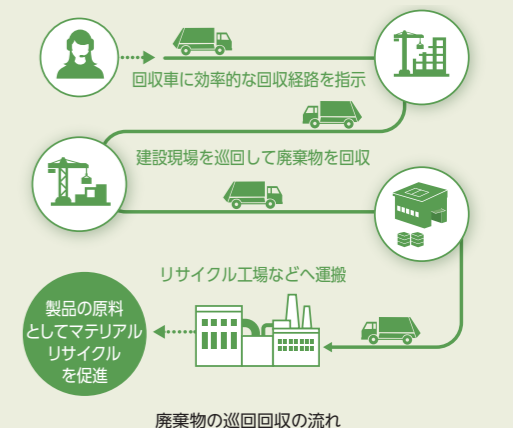 回収車に効率的な回収経路を指示
建設現場を巡回して廃棄物を回収
リサイクル工場などへ運搬
製品の原料
としてマテリアル
リサイクル
を促進
廃棄物の巡回回収の流れ